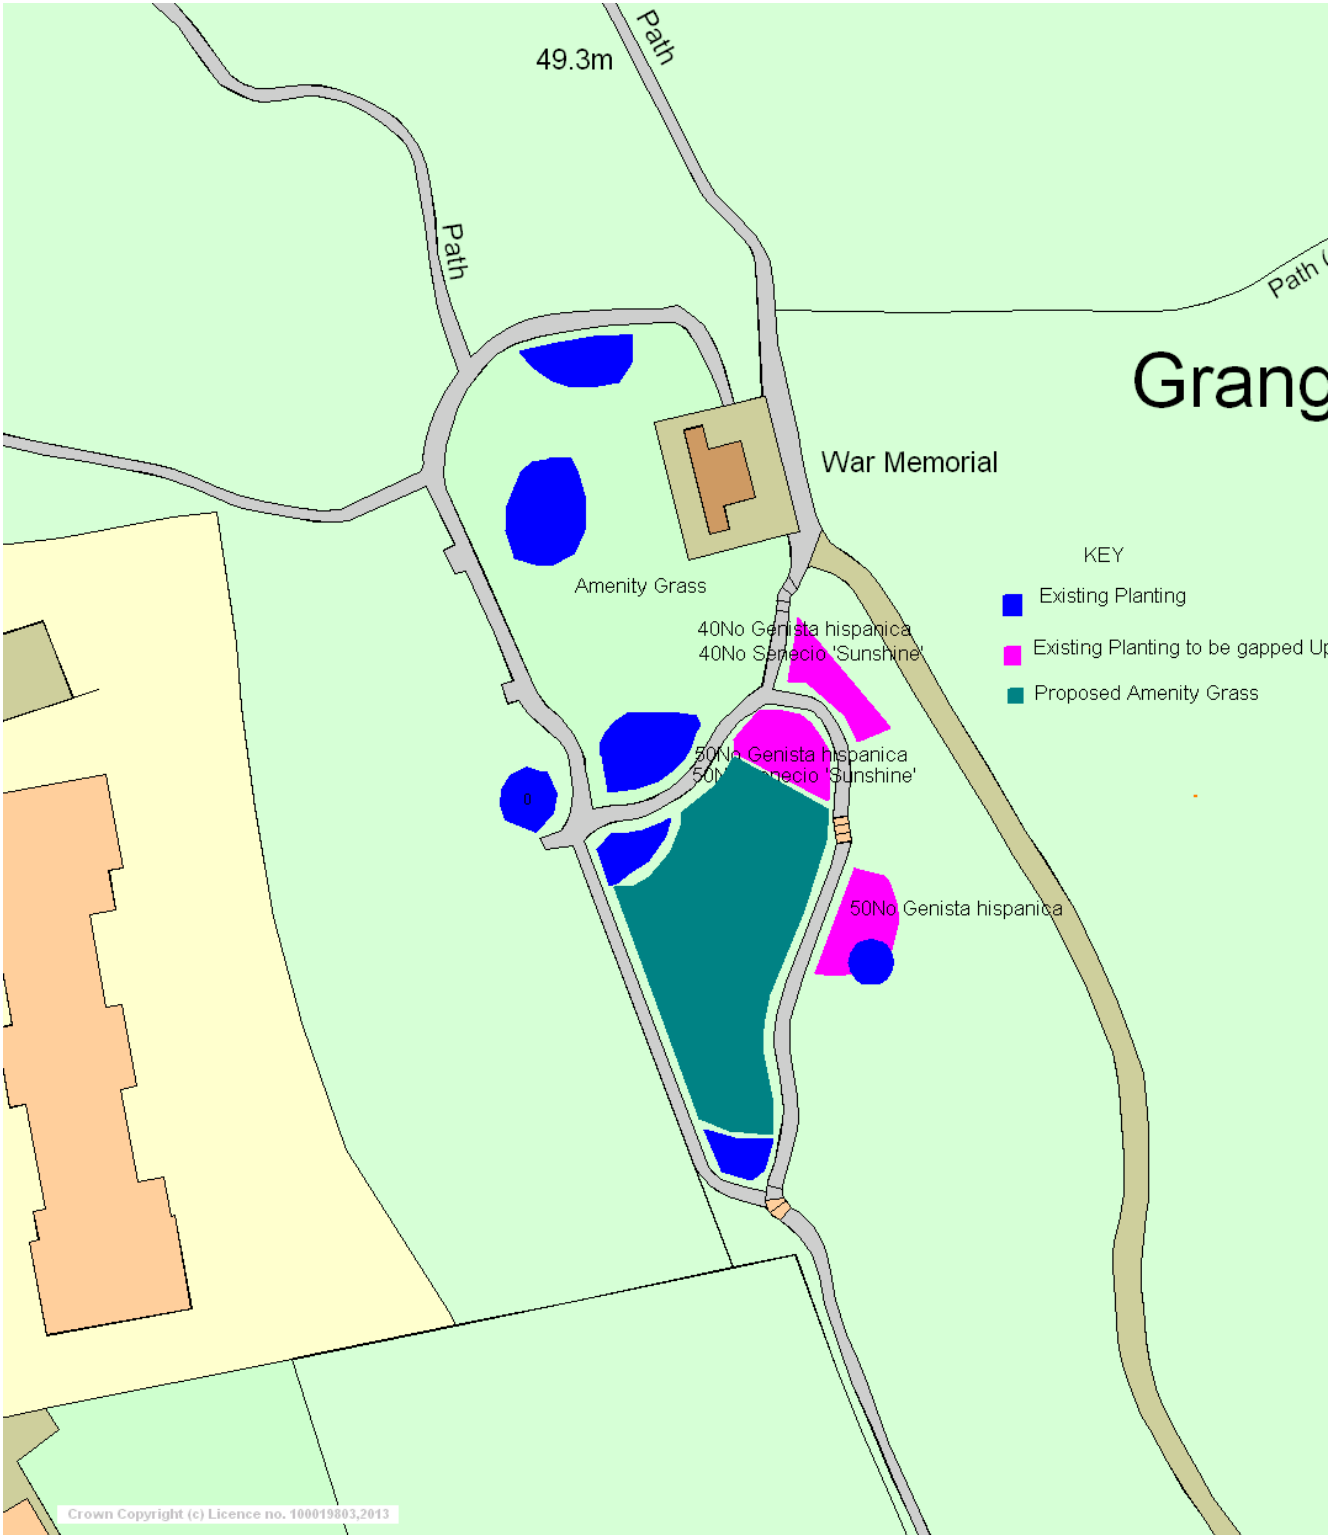 Path
49.3m
Path
Path (
Grang
War Memorial
KEY
Existing Planting
Amenity Grass
40No Genista hispanica
40No Senecio 'Sunshine'
Existing Planting to be gapped Up
Proposed Amenity Grass
50No Genista hispanica
50No Senecio 'Sunshine'
0
50No Genista hispanica
Crown Copyright (c) Licence no. 100019803,2013